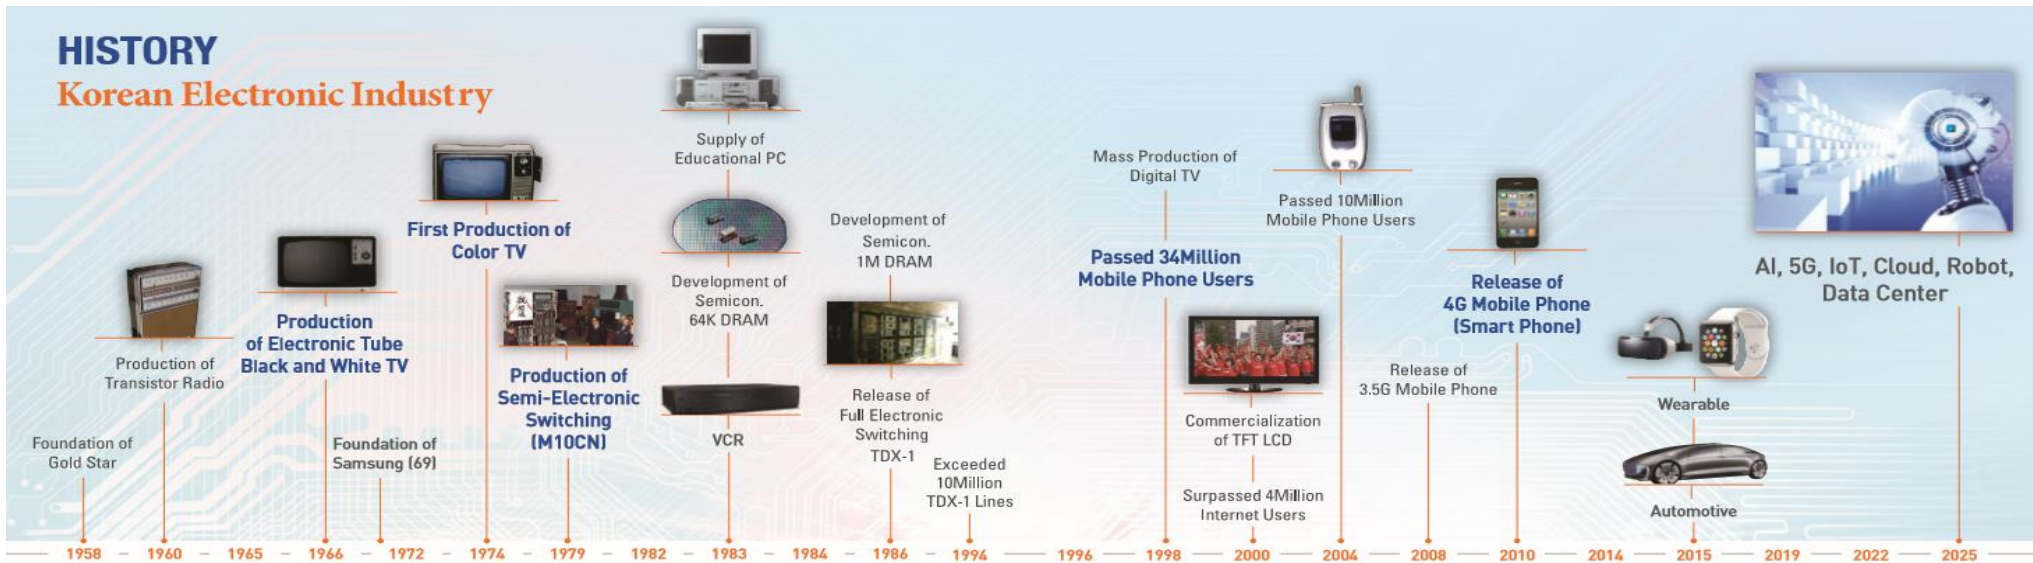 HISTORY
Korean Electronic Industry
Foundation of
Gold Star
Production of
Transistor Radio
Production
of Electronic Tube
Black and White TV
Foundation of
Samsung (69)
First Production of
Color TV
Production of
Semi-Electronic
Switching
(M10CN)
Supply of
Educational PC
Development of
Semicon.
64K DRAM
VCR
Development of
Semicon.
1M DRAM
Release of
Full Electronic
Switching
TDX-1
Exceeded
10Million
TDX-1 Lines
Mass Production of
Digital TV
Passed 34Million
Mobile Phone Users
Commercialization
of TFT LCD
Surpassed 4Million
Internet Users
Passed 10Million
Mobile Phone Users
Release of
3.5G Mobile Phone
Release of
4G Mobile Phone
(Smart Phone)
Wearable
Automotive
AI, 5G, IoT, Cloud, Robot,
Data Center
1958 1960 1965 1966 1972 1974 1979 1982 1983 1984 1986 1994 1996 1998 2000 2004 2008 2010 2014 2015 2019 2022 2025